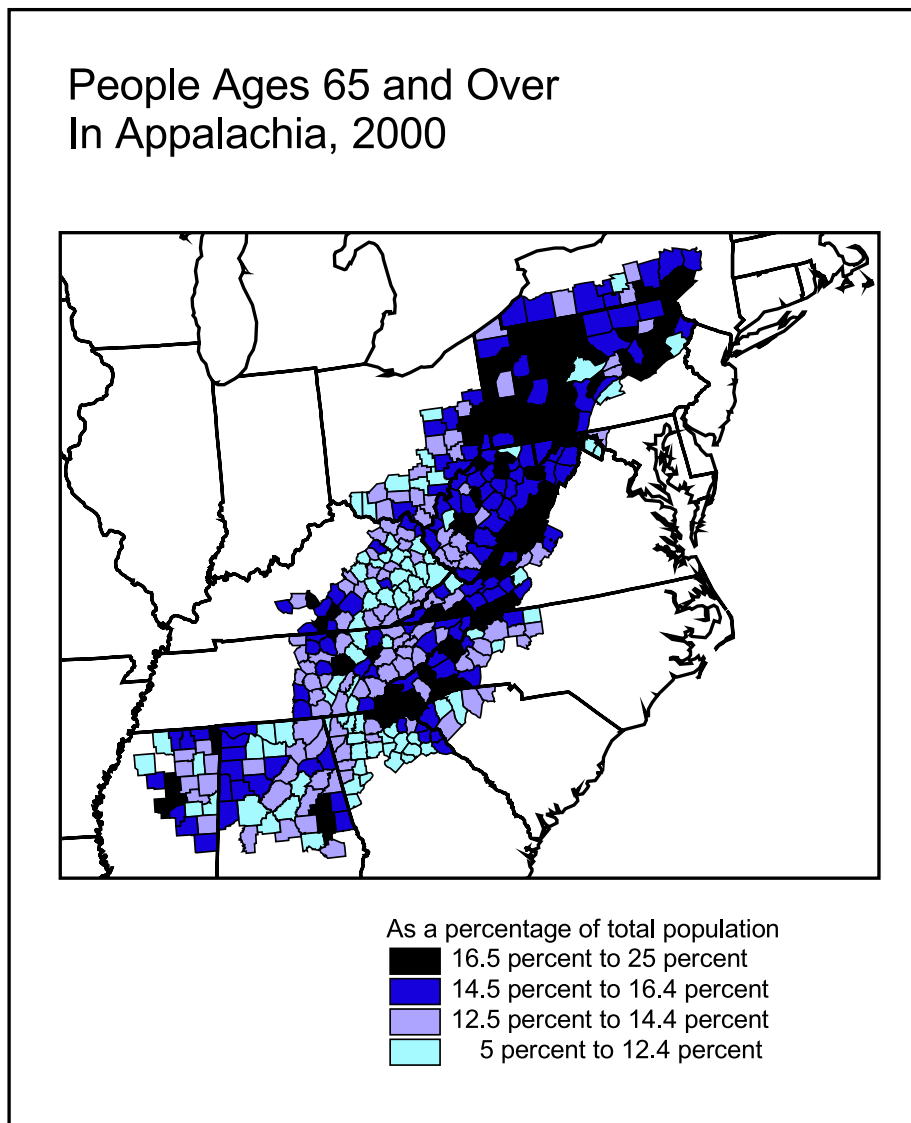 People Ages 65 and Over
In Appalachia, 2000
As a percentage of total population
16.5 percent to 25 percent
14.5 percent to 16.4 percent
12.5 percent to 14.4 percent
5 percent to 12.4 percent